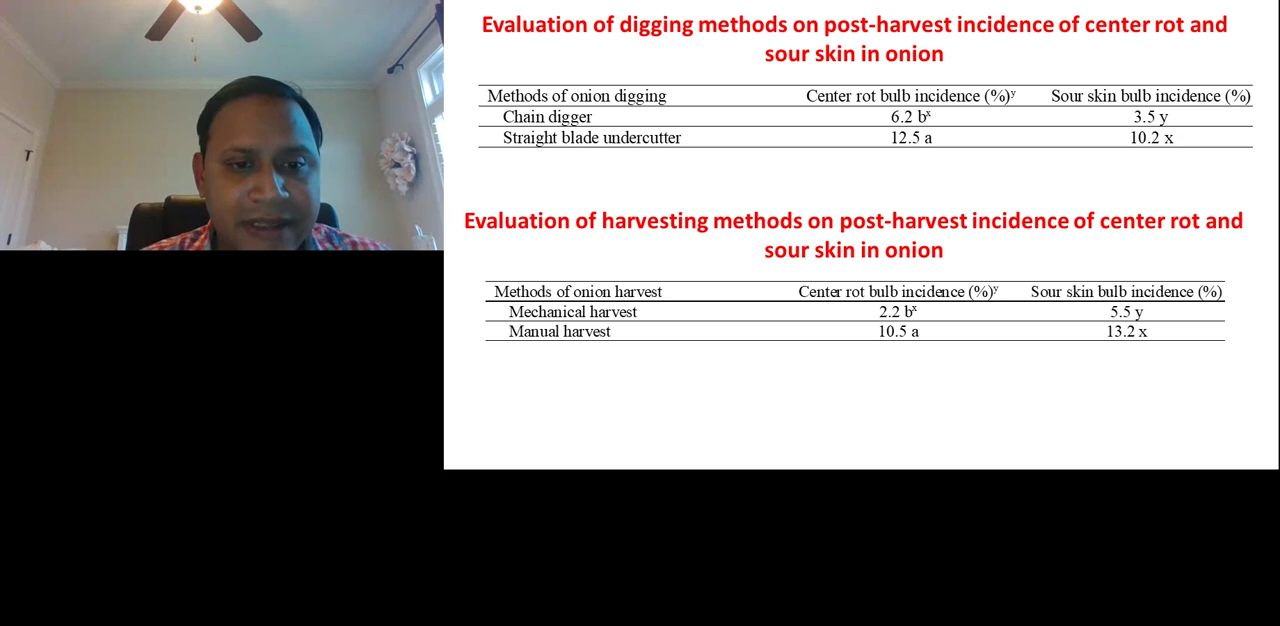 Evaluation of digging methods on post-harvest incidence of center rot and
sour skin in onion
Methods of onion digging Center rot bulb incidence (%)ʸ Sour skin bulb incidence (%)
Chain digger 6.2 bˣ 3.5 y
Straight blade undercutter 12.5 a 10.2 x
Evaluation of harvesting methods on post-harvest incidence of center rot and
sour skin in onion
Methods of onion harvest Center rot bulb incidence (%)ʸ Sour skin bulb incidence (%)
Mechanical harvest 2.2 bˣ 5.5 y
Manual harvest 10.5 a 13.2 x